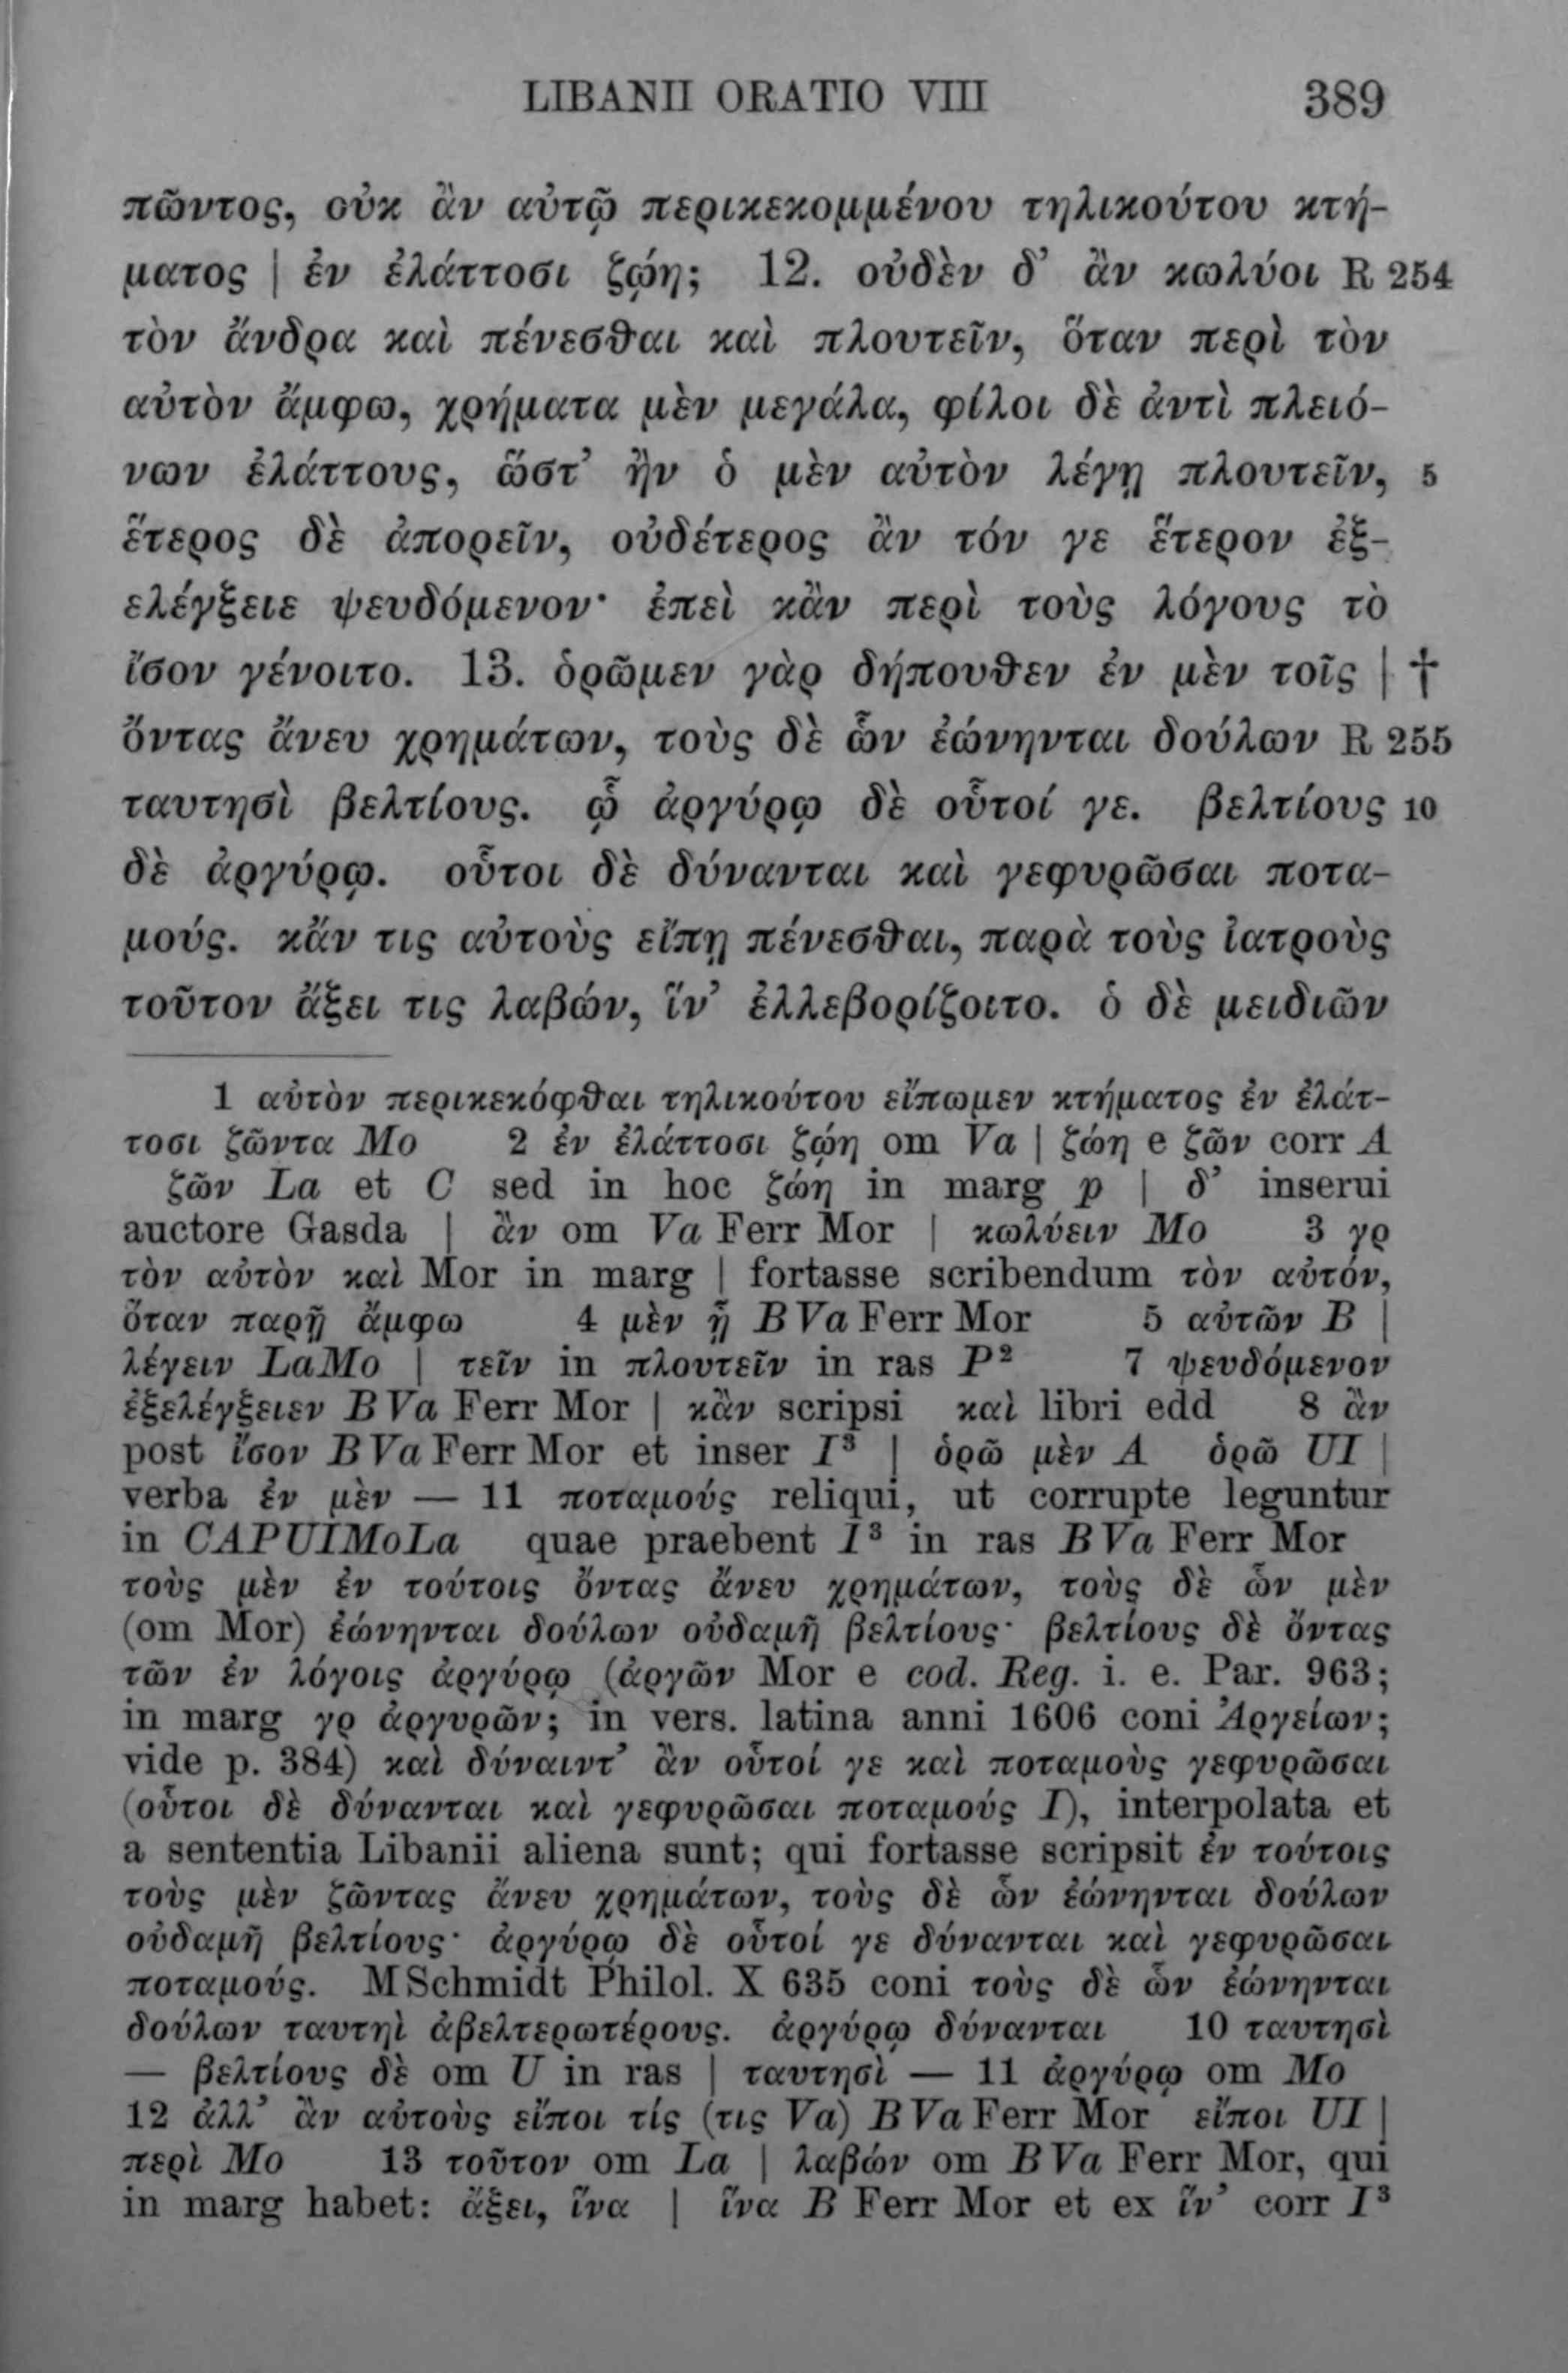 LIBANII ORATIO VIII 389
πῶντος, οὐκ ἂν αὐτῷ περικεκομμένου τηλικούτου κτή-
ματος | ἐν ἐλάττοσι ζῴη; 12. οὐδὲν δ’ ἂν κωλύοι R 254
τὸν ἄνδρα καὶ πένεσθαι καὶ πλουτεῖν, ὅταν περὶ τὸν
αὐτὸν ἄμφω, χρήματα μὲν μεγάλα, φίλοι δὲ ἀντὶ πλειό-
νων ἐλάττους, ὥστ’ ἢν ὁ μὲν αὐτὸν λέγῃ πλουτεῖν, 5
ἕτερος δὲ ἀπορεῖν, οὐδέτερος ἂν τόν γε ἕτερον ἐξ-
ελέγξειε ψευδόμενον· ἐπεὶ κἂν περὶ τοὺς λόγους τὸ
ἴσον γένοιτο. 13. ὁρῶμεν γὰρ δήπουθεν ἐν μὲν τοῖς | †
ὄντας ἄνευ χρημάτων, τοὺς δὲ ὧν ἐώνηνται δούλων R 255
ταυτησὶ βελτίους. ᾧ ἀργύρῳ δὲ οὗτοί γε. βελτίους 10
δὲ ἀργύρῳ. οὗτοι δὲ δύνανται καὶ γεφυρῶσαι ποτα-
μούς. κἄν τις αὐτοὺς εἴπῃ πένεσθαι, παρὰ τοὺς ἰατροὺς
τοῦτον ἄξει τις λαβών, ἵν’ ἑλλεβορίζοιτο. ὁ δὲ μειδιῶν
1 αὐτὸν περικεκόφθαι τηλικούτου εἴπωμεν κτήματος ἐν ἐλάτ-
τοσι ζῶντα Mo 2 ἐν ἐλάττοσι ζῴη om Va | ζώη e ζῶν corr A
ζῶν La et C sed in hoc ζώη in marg p | δ’ inserui
auctore Gasda | ἂν om Va Ferr Mor | κωλύειν Mo 3 γρ
τὸν αὐτὸν καὶ Mor in marg | fortasse scribendum τὸν αὐτόν,
ὅταν παρῇ ἄμφω 4 μὲν ᾖ B Va Ferr Mor 5 αὐτῶν B |
λέγειν LaMo | τεῖν in πλουτεῖν in ras P² 7 ψευδόμενον
ἐξελέγξειεν B Va Ferr Mor | κἂν scripsi καὶ libri edd 8 ἂν
post ἴσον B Va Ferr Mor et inser I³ | ὁρῶ μὲν A ὁρῶ UI |
verba ἐν μὲν — 11 ποταμούς reliqui, ut corrupte leguntur
in CAPUIMoLa quae praebent I³ in ras B Va Ferr Mor
τοὺς μὲν ἐν τούτοις ὄντας ἄνευ χρημάτων, τοὺς δὲ ὧν μὲν
(om Mor) ἐώνηνται δούλων οὐδαμῆ βελτίους· βελτίους δὲ ὄντας
τῶν ἐν λόγοις ἀργύρῳ (ἀργῶν Mor e cod. Reg. i. e. Par. 963;
in marg γρ ἀργυρῶν; in vers. latina anni 1606 coni Ἀργείων;
vide p. 384) καὶ δύναιντ’ ἂν οὗτοί γε καὶ ποταμοὺς γεφυρῶσαι
(οὗτοι δὲ δύνανται καὶ γεφυρῶσαι ποταμούς I), interpolata et
a sententia Libanii aliena sunt; qui fortasse scripsit ἐν τούτοις
τοὺς μὲν ζῶντας ἄνευ χρημάτων, τοὺς δὲ ὧν ἐώνηνται δούλων
οὐδαμῆ βελτίους· ἀργύρῳ δὲ οὗτοί γε δύνανται καὶ γεφυρῶσαι
ποταμούς. MSchmidt Philol. X 635 coni τοὺς δὲ ὧν ἐώνηνται
δούλων ταυτηὶ ἀβελτερωτέρους. ἀργύρῳ δύνανται 10 ταυτησὶ
— βελτίους δὲ om U in ras | ταυτησὶ — 11 ἀργύρῳ om Mo
12 ἀλλ’ ἂν αὐτοὺς εἴποι τίς (τις Va) B Va Ferr Mor εἴποι UI |
περὶ Mo 13 τοῦτον om La | λαβών om B Va Ferr Mor, qui
in marg habet: ἄξει, ἵνα | ἵνα B Ferr Mor et ex ἵν’ corr I³